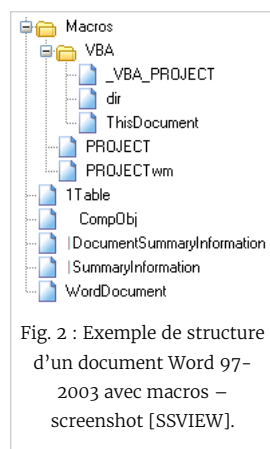 Macros
VBA
_VBA_PROJECT
dir
ThisDocument
PROJECT
PROJECTwm
1Table
CompObj
|DocumentSummaryInformation
|SummaryInformation
WordDocument
Fig. 2 : Exemple de structure
d’un document Word 97-
2003 avec macros –
screenshot [SSVIEW].